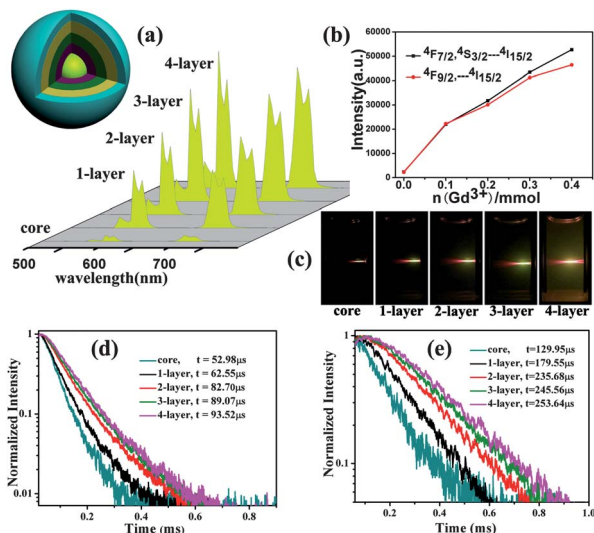 (a)
4-layer
3-layer
2-layer
1-layer
core
500 600 700
wavelength(nm)
(b)
60000
50000
40000
30000
20000
10000
0
Intensity(a.u.)
⁴F₇/₂,⁴S₃/₂---⁴I₁₅/₂
⁴F₉/₂,---⁴I₁₅/₂
0.0 0.1 0.2 0.3 0.4
n(Gd³⁺)/mmol
(c)
core 1-layer 2-layer 3-layer 4-layer
(d)
1
0.1
0.01
Normalized Intensity
core, t = 52.98μs
1-layer, t = 62.55μs
2-layer, t = 82.70μs
3-layer, t = 89.07μs
4-layer, t = 93.52μs
0.2 0.4 0.6 0.8
Time (ms)
(e)
1
0.1
Normalized Intensity
core, t=129.95μs
1-layer, t=179.55μs
2-layer, t=235.68μs
3-layer, t=245.56μs
4-layer, t=253.64μs
0.2 0.4 0.6 0.8 1.0
Time (ms)